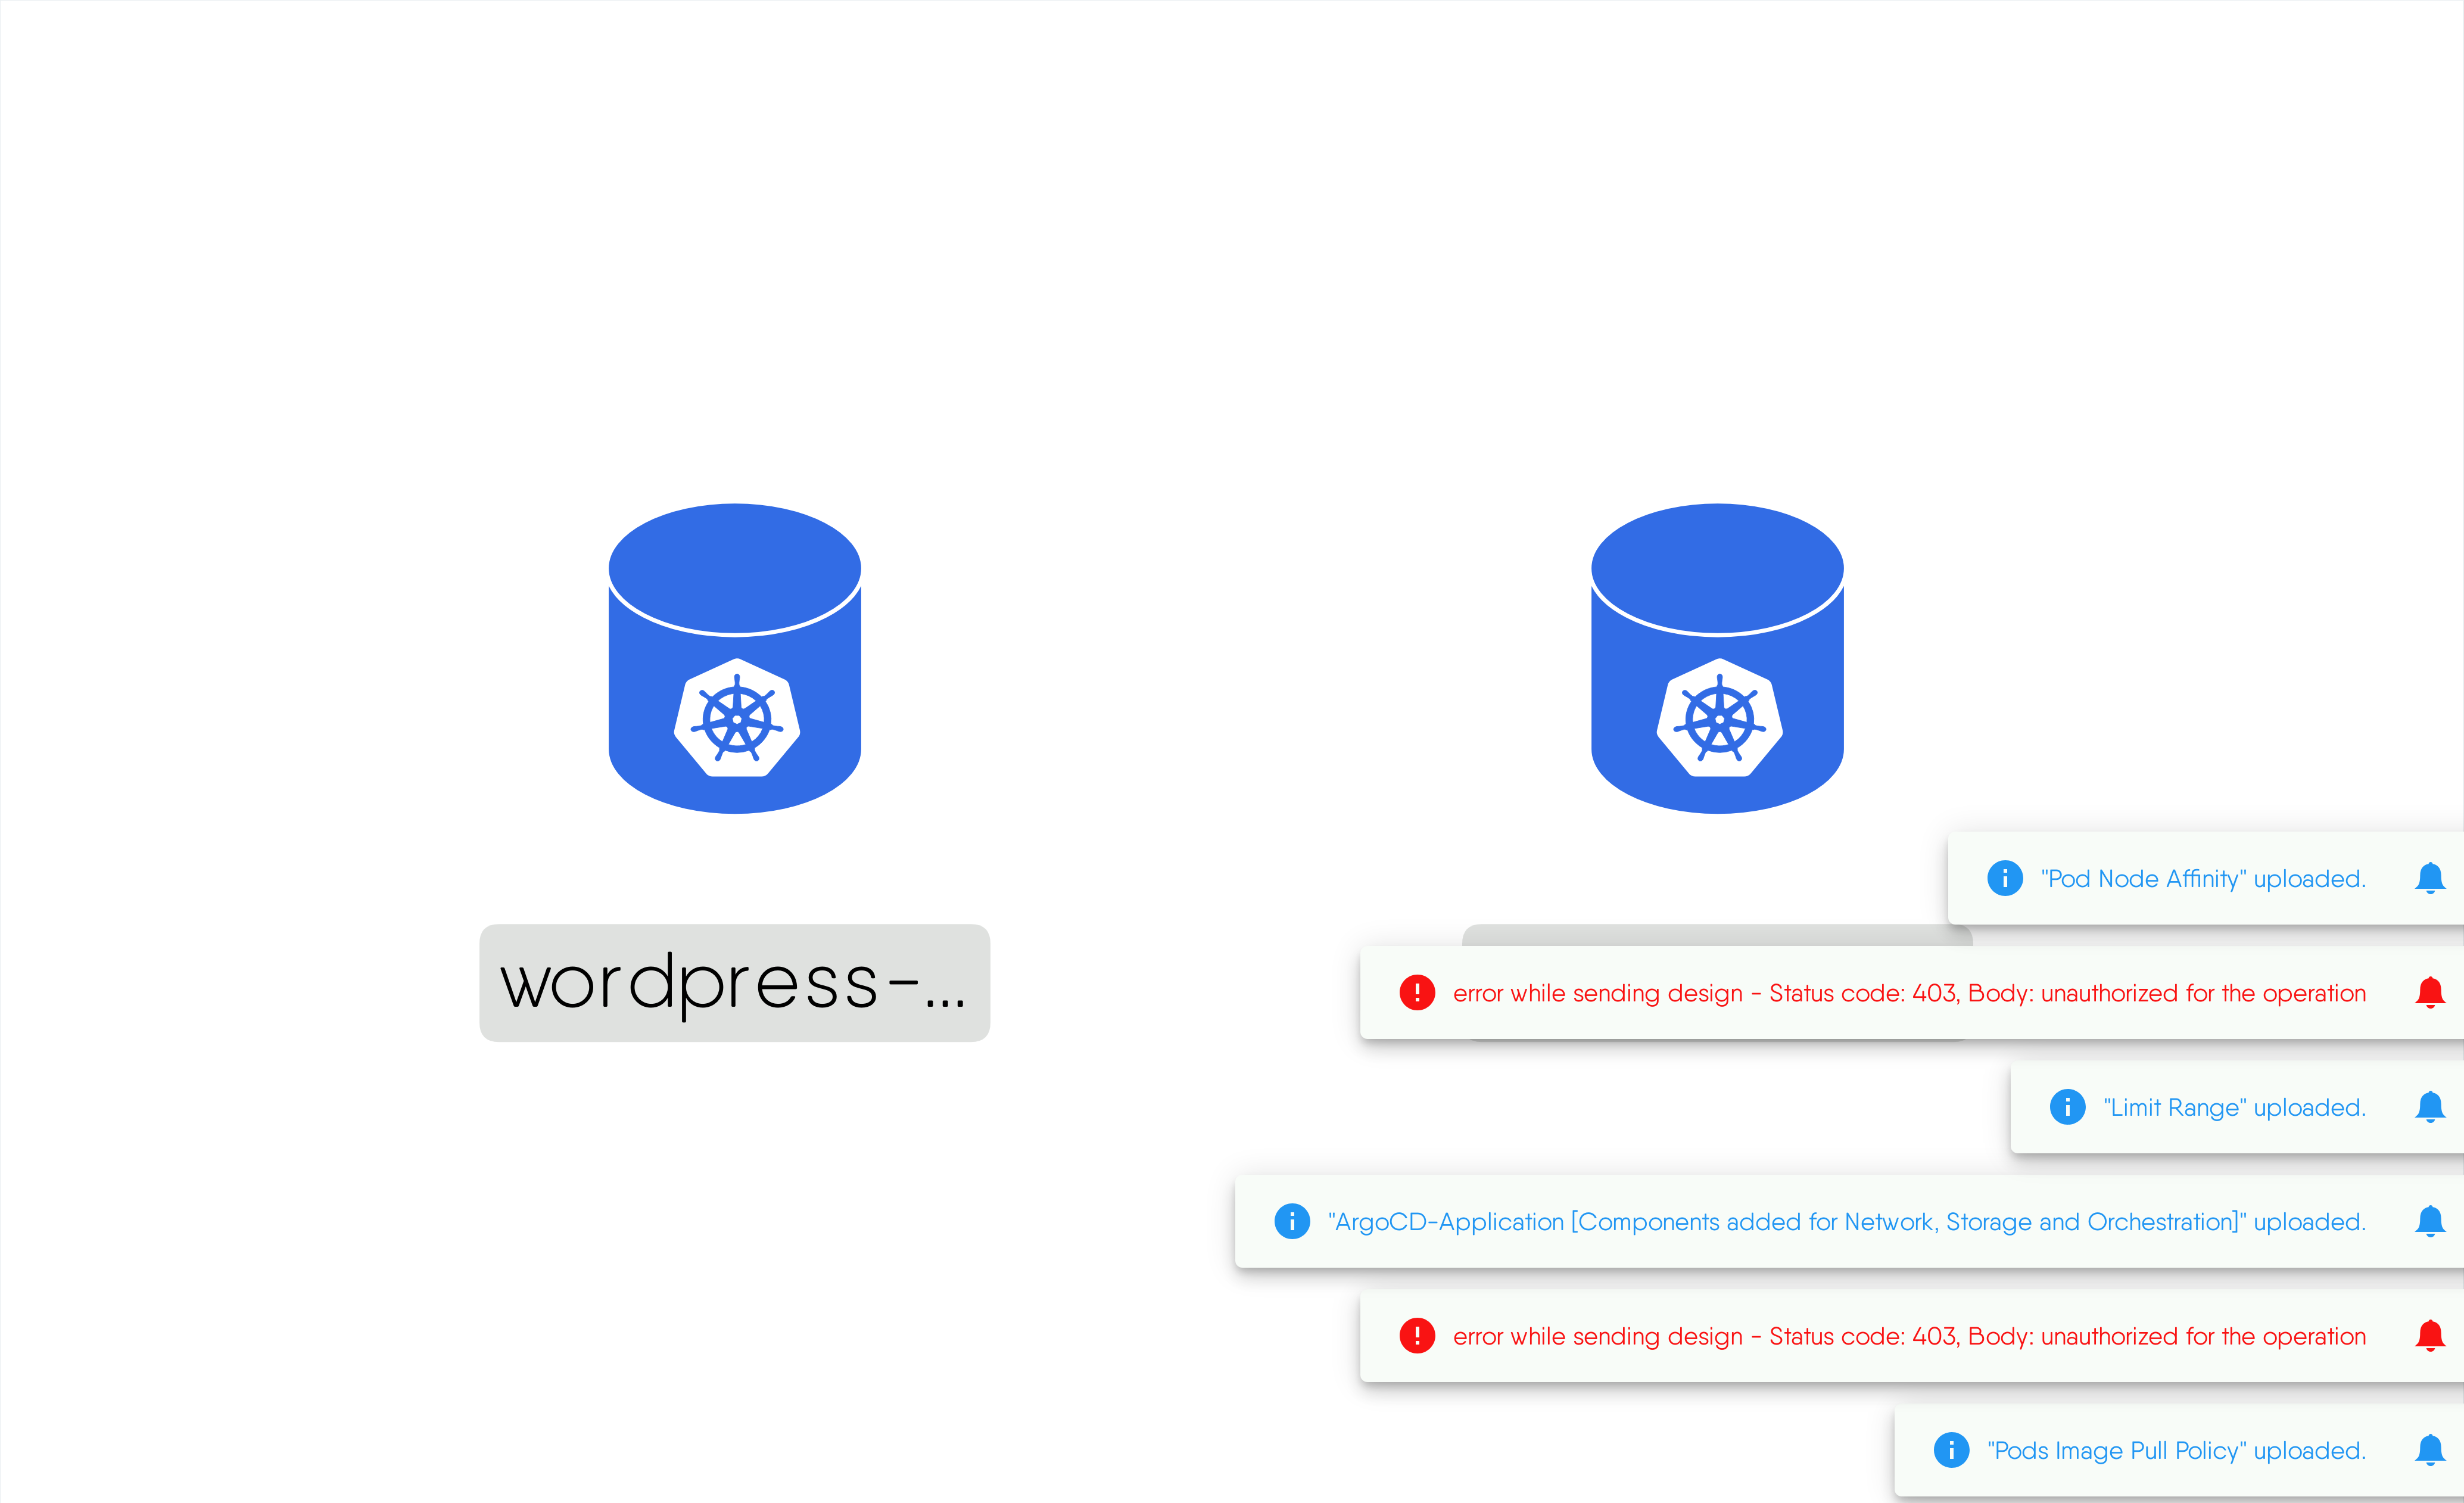 "Pod Node Affinity" uploaded.
wordpress-...
error while sending design - Status code: 403, Body: unauthorized for the operation
"Limit Range" uploaded.
"ArgoCD-Application [Components added for Network, Storage and Orchestration]" uploaded.
error while sending design - Status code: 403, Body: unauthorized for the operation
"Pods Image Pull Policy" uploaded.